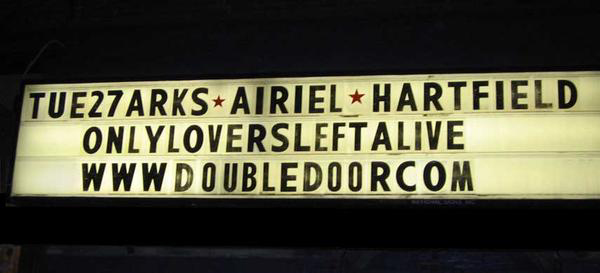 TUE27ARKS★AIRIEL★HARTFIELD
ONLYLOVERSLEFTALIVE
WWWDOUBLEDOORCOM